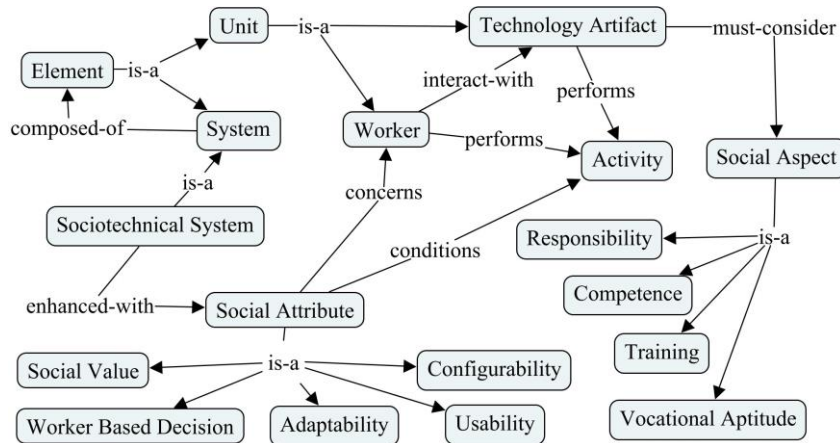 Unit
is-a
Technology Artifact
must-consider
Element
is-a
interact-with
performs
composed-of
System
Worker
performs
Activity
Social Aspect
is-a
concerns
Sociotechnical System
conditions
Responsibility
is-a
enhanced-with
Social Attribute
Competence
Training
is-a
Configurability
Social Value
Worker Based Decision
Adaptability
Usability
Vocational Aptitude